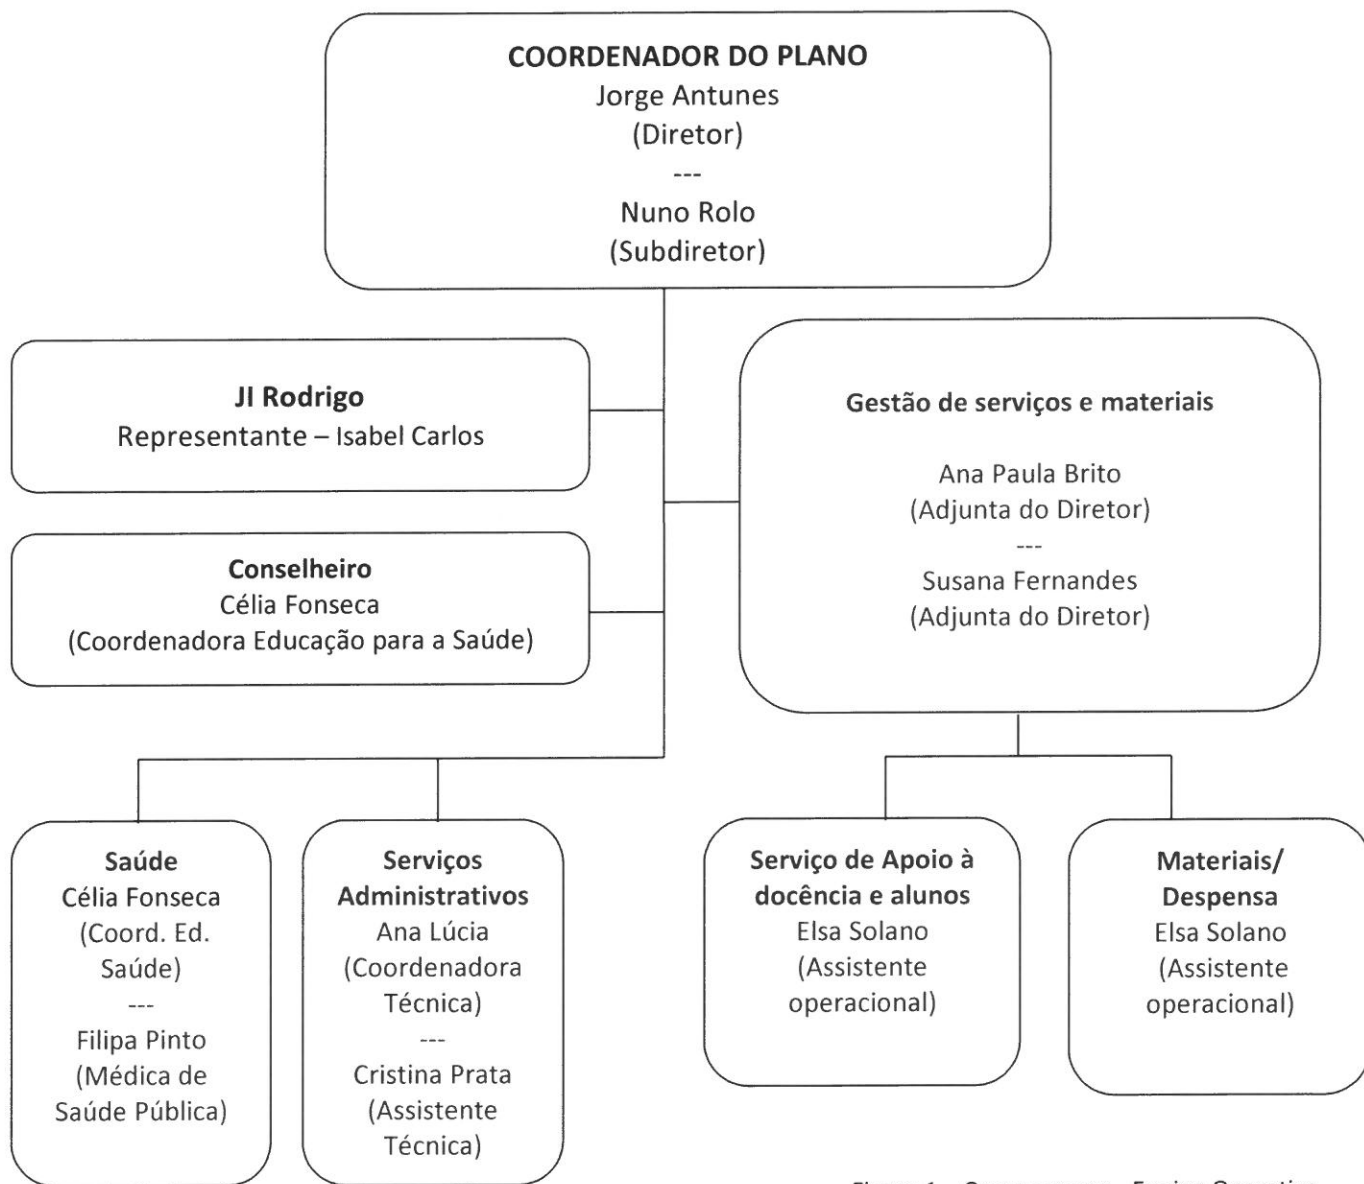 COORDENADOR DO PLANO
Jorge Antunes
(Diretor)
---
Nuno Rolo
(Subdiretor)
JI Rodrigo
Representante – Isabel Carlos
Gestão de serviços e materiais
Ana Paula Brito
(Adjunta do Diretor)
---
Susana Fernandes
(Adjunta do Diretor)
Conselheiro
Célia Fonseca
(Coordenadora Educação para a Saúde)
Saúde
Célia Fonseca
(Coord. Ed.
Saúde)
---
Filipa Pinto
(Médica de
Saúde Pública)
Serviços
Administrativos
Ana Lúcia
(Coordenadora
Técnica)
---
Cristina Prata
(Assistente
Técnica)
Serviço de Apoio à
docência e alunos
Elsa Solano
(Assistente
operacional)
Materiais/
Despensa
Elsa Solano
(Assistente
operacional)